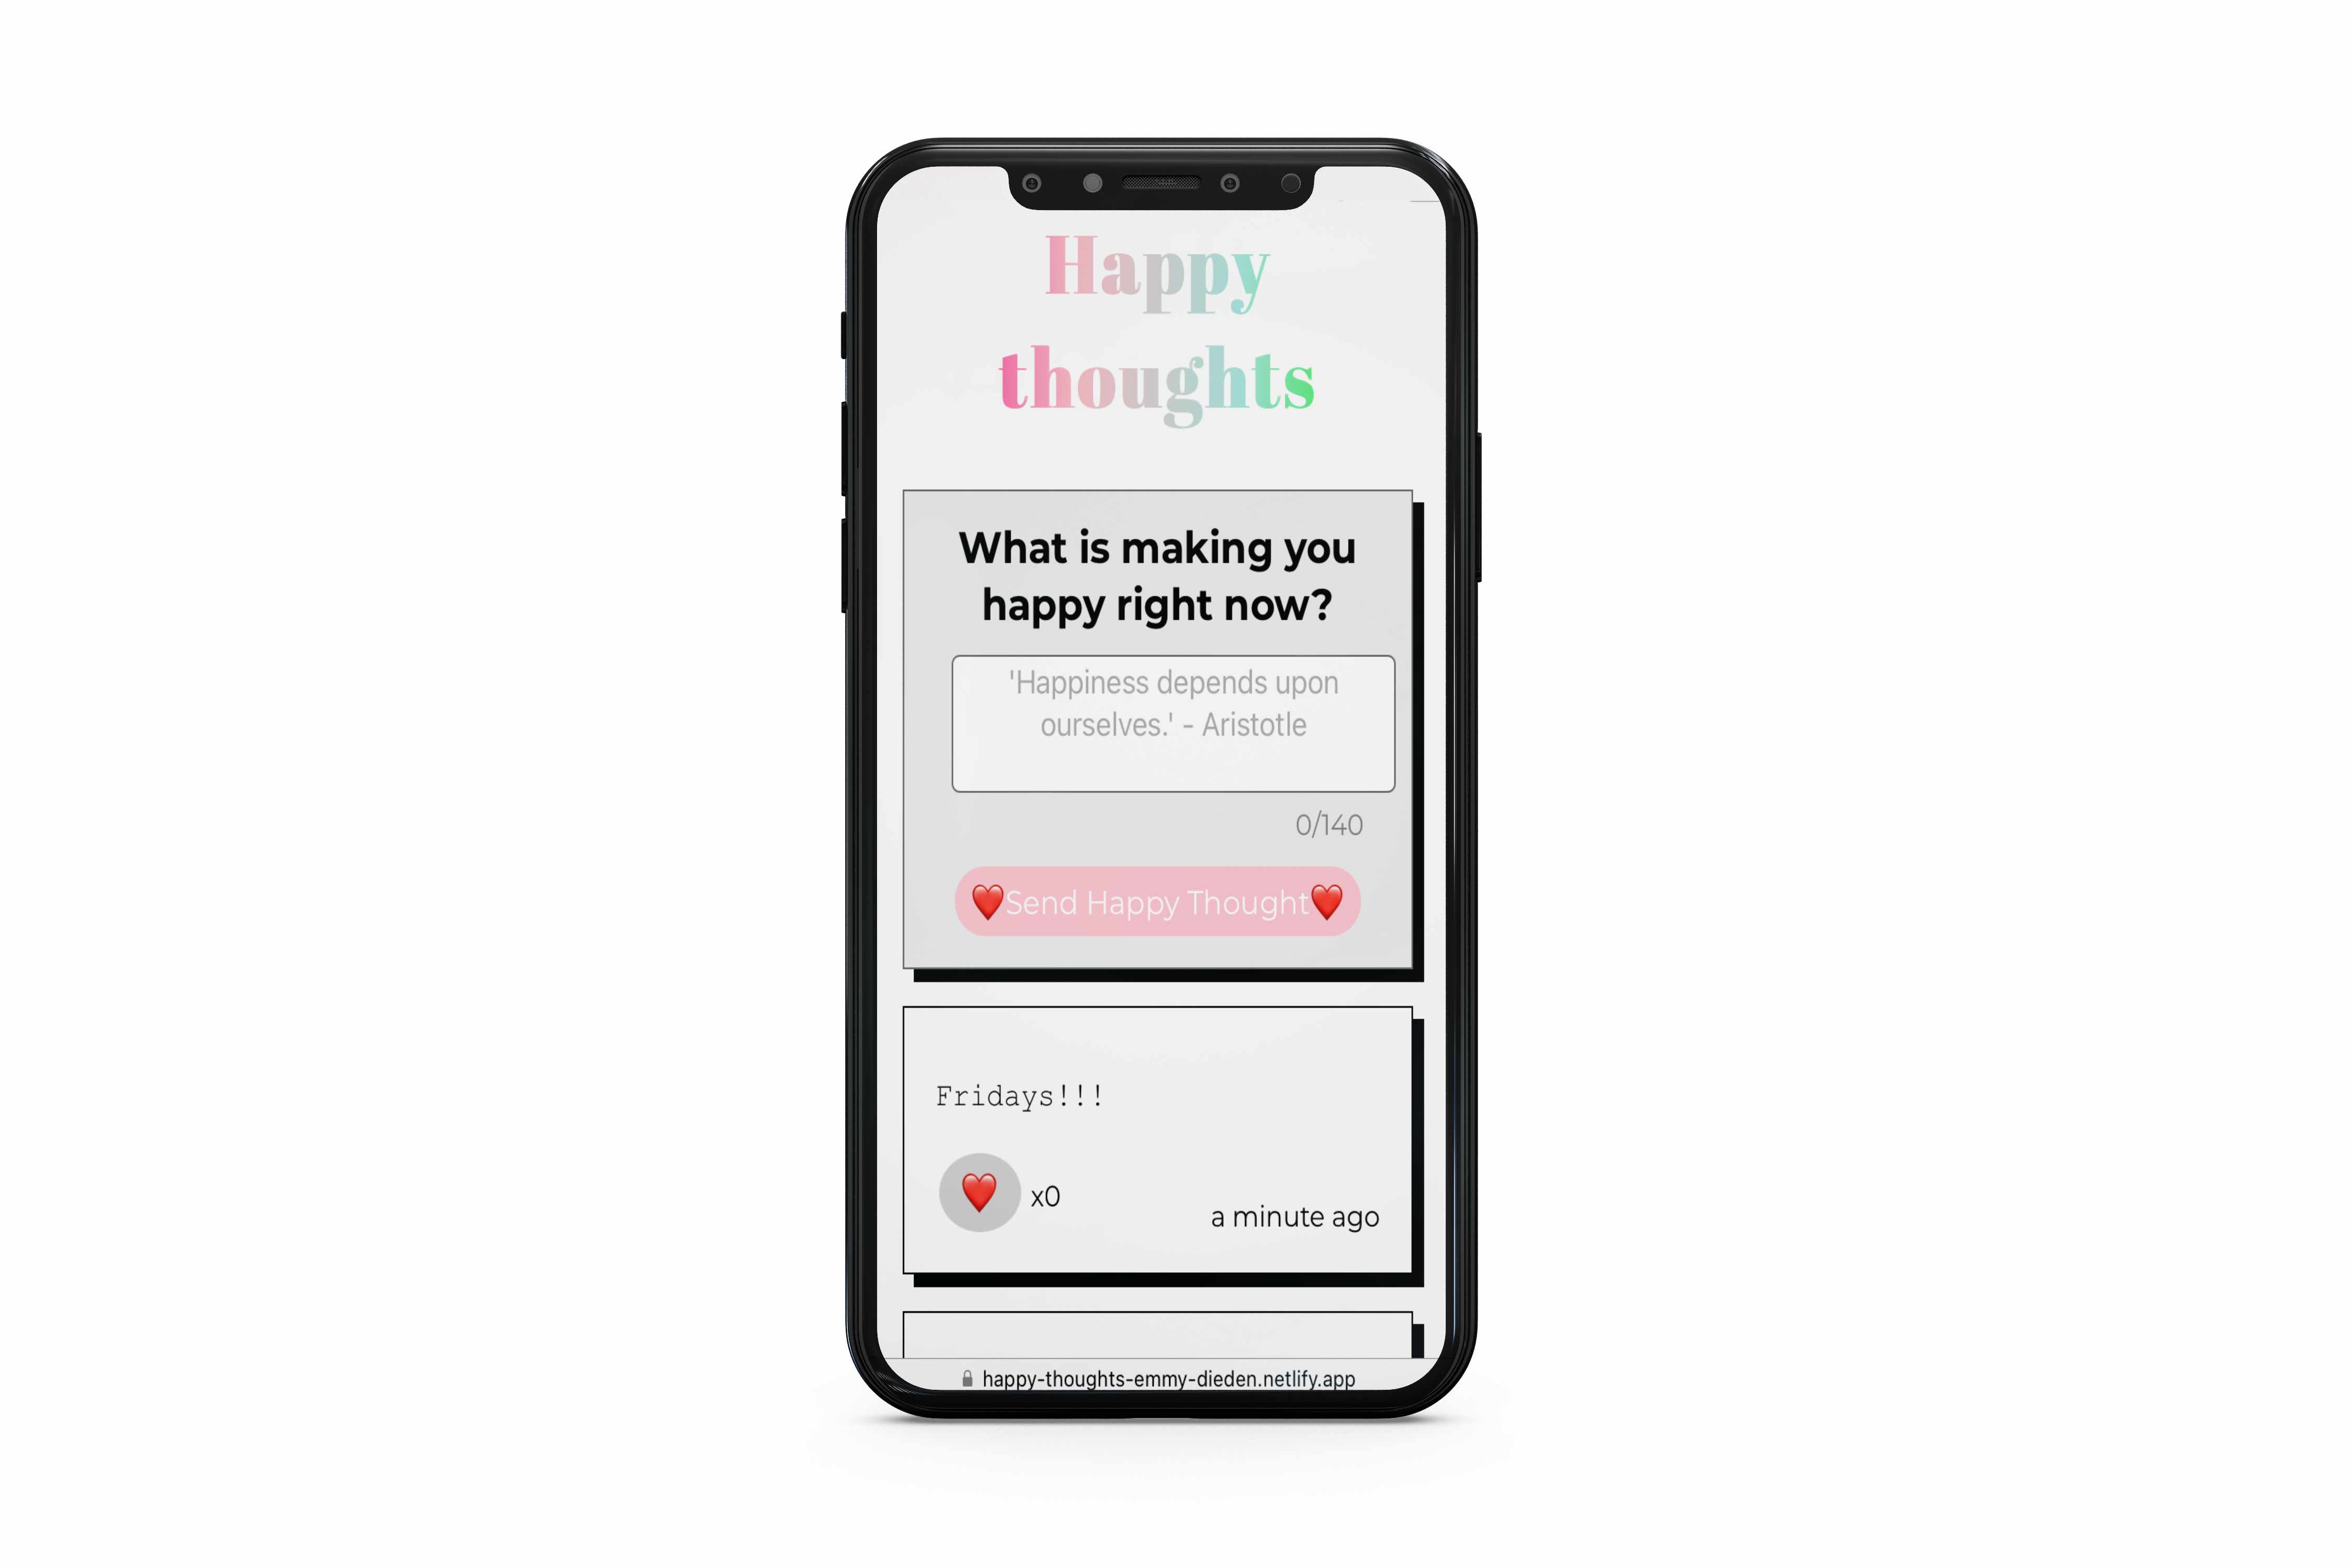 Happy
thoughts
What is making you
happy right now?
'Happiness depends upon
ourselves.' - Aristotle
0/140
❤️Send Happy Thought❤️
Fridays!!!
❤️ x0
a minute ago
happy-thoughts-emmy-dieden.netlify.app